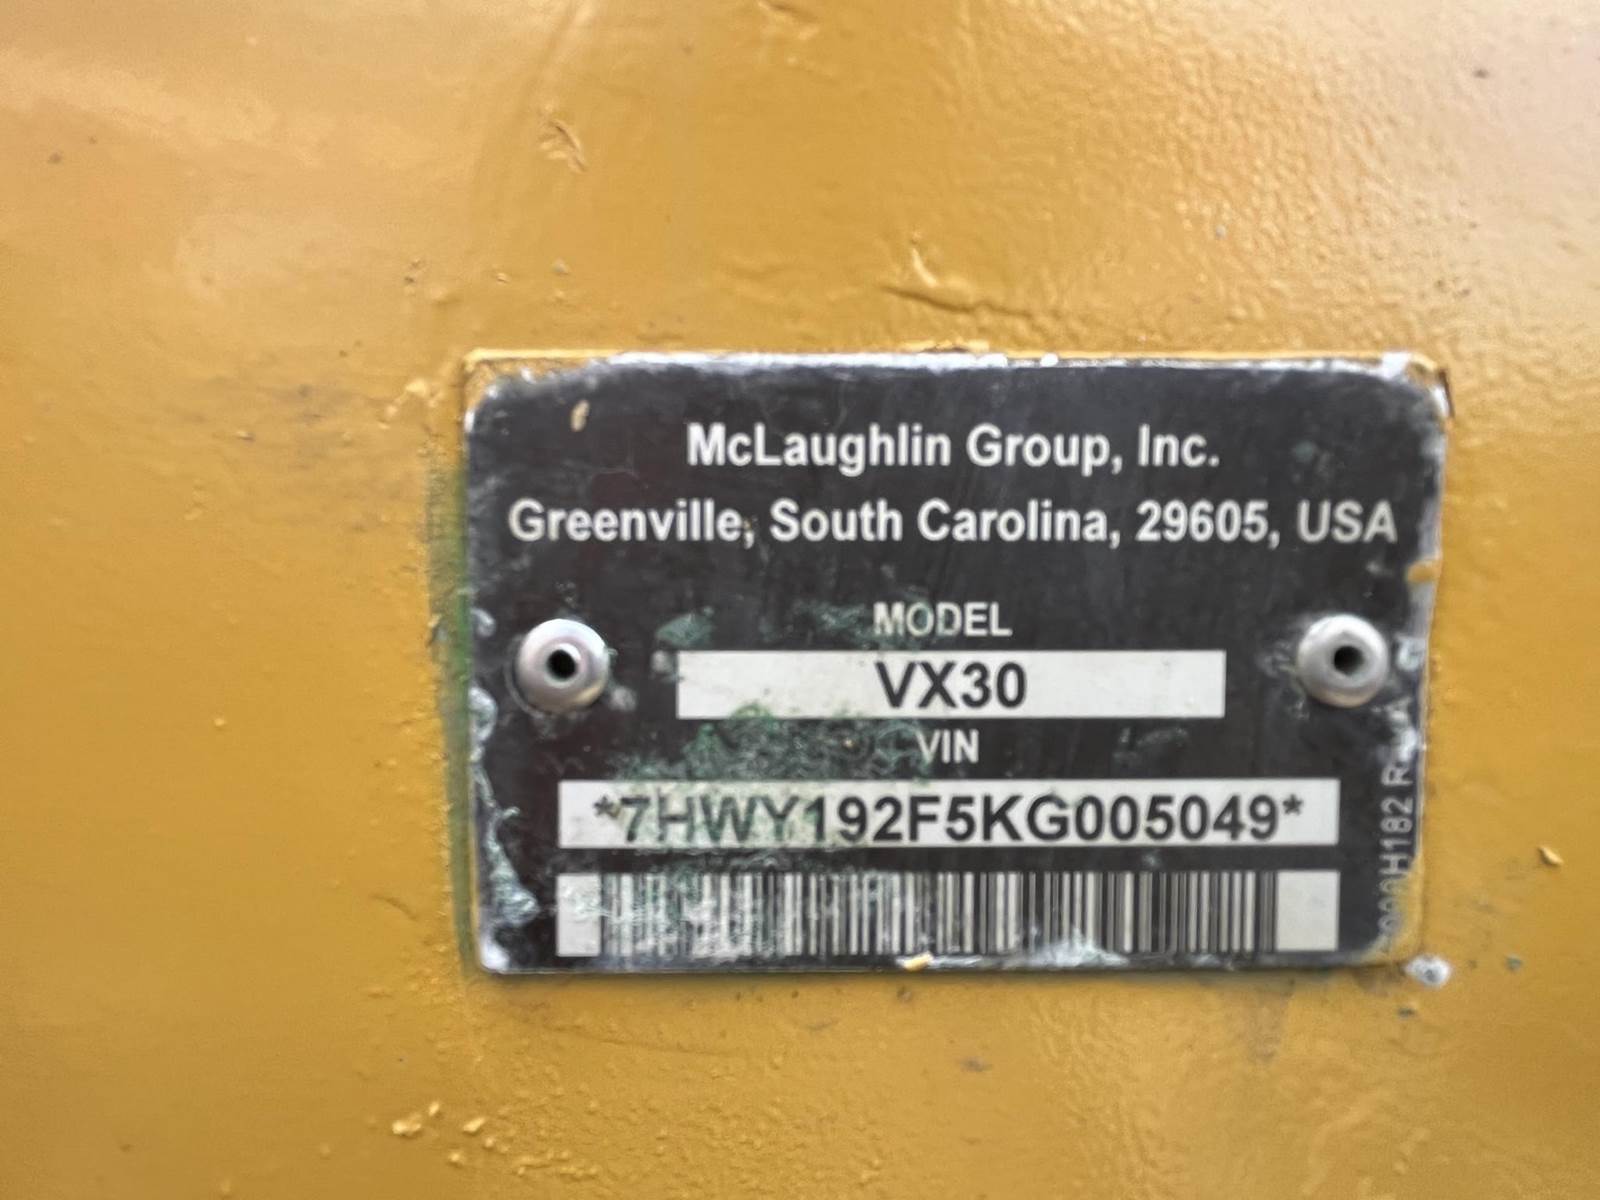 McLaughlin Group, Inc.
Greenville, South Carolina, 29605, USA
MODEL
VX30
VIN
*7HWY192F5KG005049*